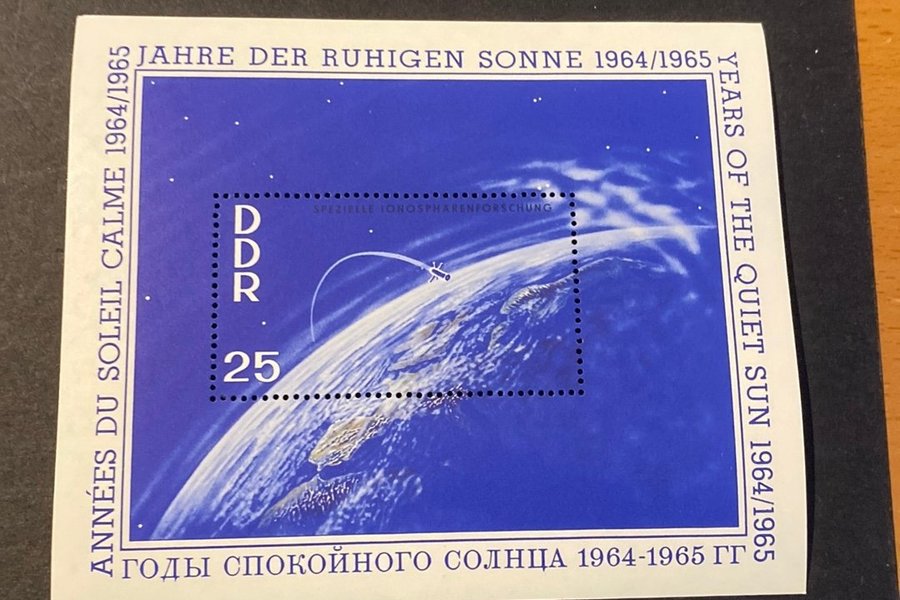 JAHRE DER RUHIGEN SONNE 1964/1965
YEARS OF THE QUIET SUN 1964/1965
ANNÉES DU SOLEIL CALME 1964/1965
ГОДЫ СПОКОЙНОГО СОЛНЦА 1964-1965 ГГ
SPEZIELLE IONOSPHÄRENFORSCHUNG
DDR
25